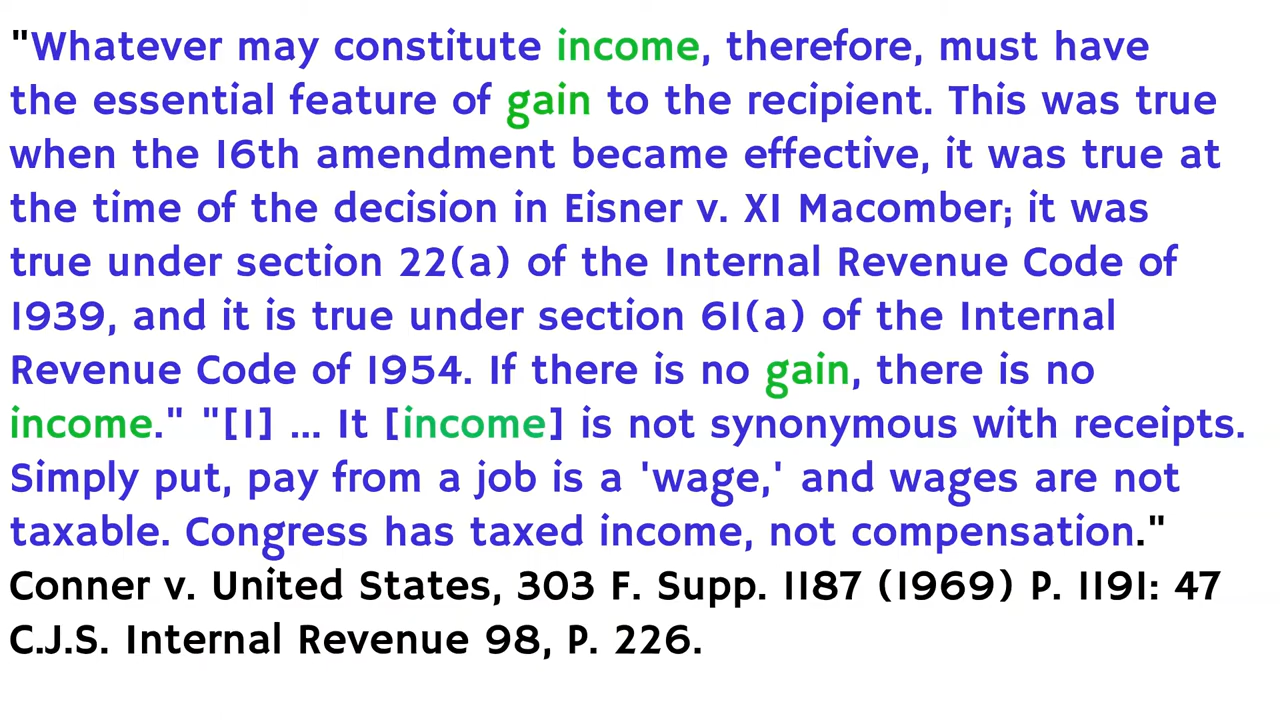 "Whatever may constitute income, therefore, must have
the essential feature of gain to the recipient. This was true
when the 16th amendment became effective, it was true at
the time of the decision in Eisner v. XI Macomber; it was
true under section 22(a) of the Internal Revenue Code of
1939, and it is true under section 61(a) of the Internal
Revenue Code of 1954. If there is no gain, there is no
income." "[1] ... It [income] is not synonymous with receipts.
Simply put, pay from a job is a 'wage,' and wages are not
taxable. Congress has taxed income, not compensation."
Conner v. United States, 303 F. Supp. 1187 (1969) P. 1191: 47
C.J.S. Internal Revenue 98, P. 226.